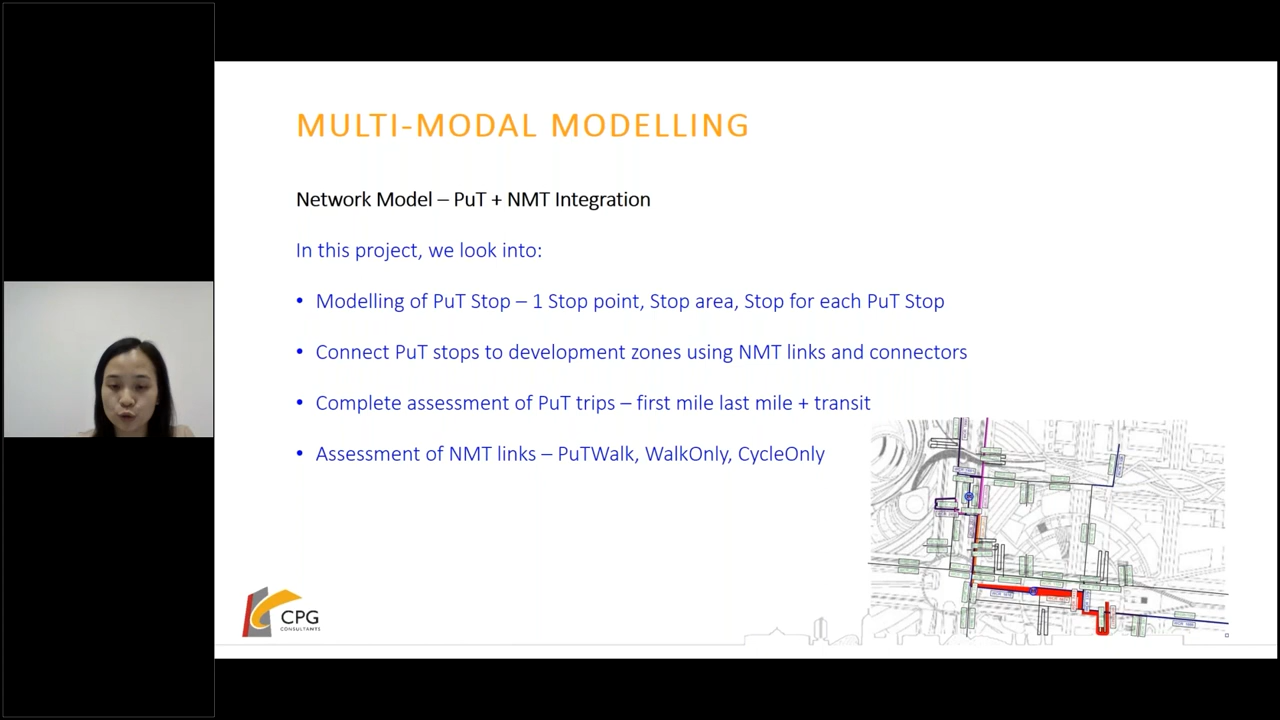 MULTI-MODAL MODELLING
Network Model – PuT + NMT Integration
In this project, we look into:
• Modelling of PuT Stop – 1 Stop point, Stop area, Stop for each PuT Stop
• Connect PuT stops to development zones using NMT links and connectors
• Complete assessment of PuT trips – first mile last mile + transit
• Assessment of NMT links – PuTWalk, WalkOnly, CycleOnly
CPG
CONSULTANTS